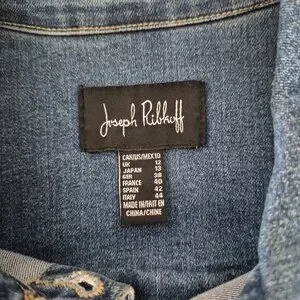 Joseph Ribkoff
CAN/US/MEX 10
UK 12
JAPAN 13
GER 38
FRANCE 40
SPAIN 42
ITALY 44
MADE IN/FAIT EN
CHINA/CHINE